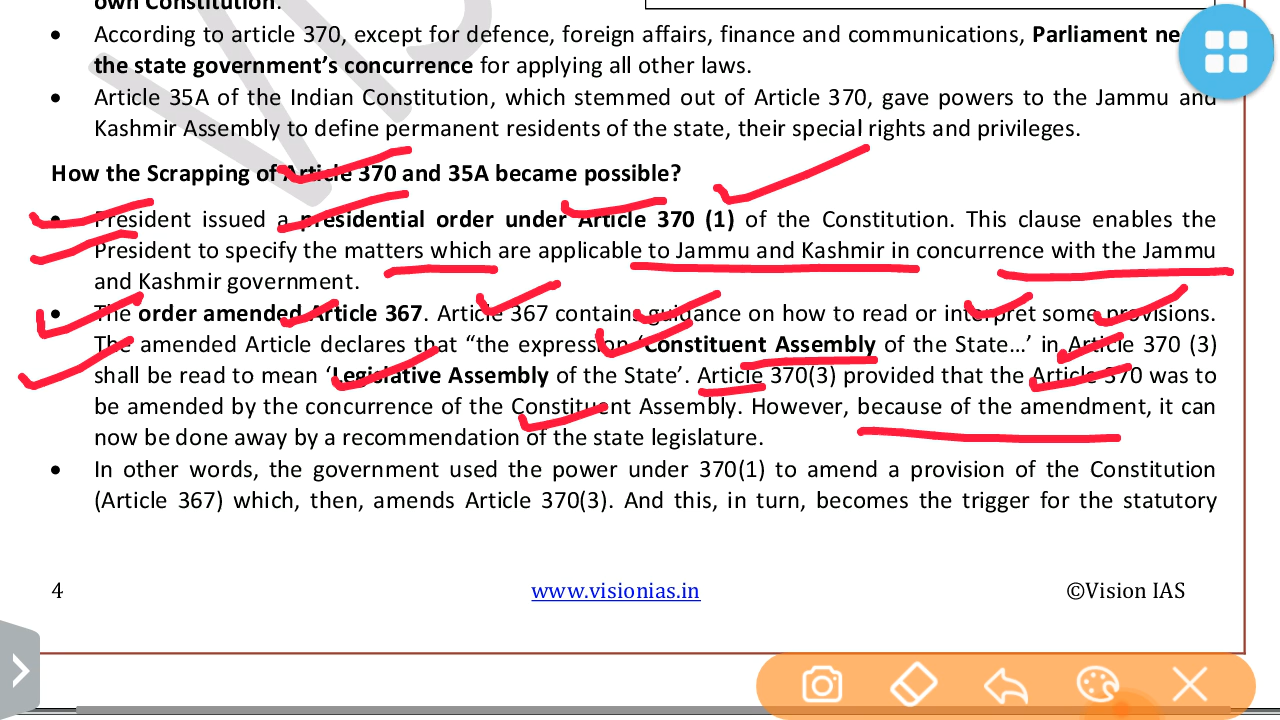 own Constitution.
• According to article 370, except for defence, foreign affairs, finance and communications, Parliament
the state government's concurrence for applying all other laws.
• Article 35A of the Indian Constitution, which stemmed out of Article 370, gave powers to the Jammu and
Kashmir Assembly to define permanent residents of the state, their special rights and privileges.
How the Scrapping of Article 370 and 35A became possible?
• President issued a presidential order under Article 370 (1) of the Constitution. This clause enables the
President to specify the matters which are applicable to Jammu and Kashmir in concurrence with the Jammu
and Kashmir government.
• The order amended Article 367. Article 367 contains guidance on how to read or interpret some provisions.
The amended Article declares that “the expression ‘Constituent Assembly of the State…’ in Article 370 (3)
shall be read to mean ‘Legislative Assembly of the State’. Article 370(3) provided that the Article 370 was to
be amended by the concurrence of the Constituent Assembly. However, because of the amendment, it can
now be done away by a recommendation of the state legislature.
• In other words, the government used the power under 370(1) to amend a provision of the Constitution
(Article 367) which, then, amends Article 370(3). And this, in turn, becomes the trigger for the statutory
4 www.visionias.in ©Vision IAS